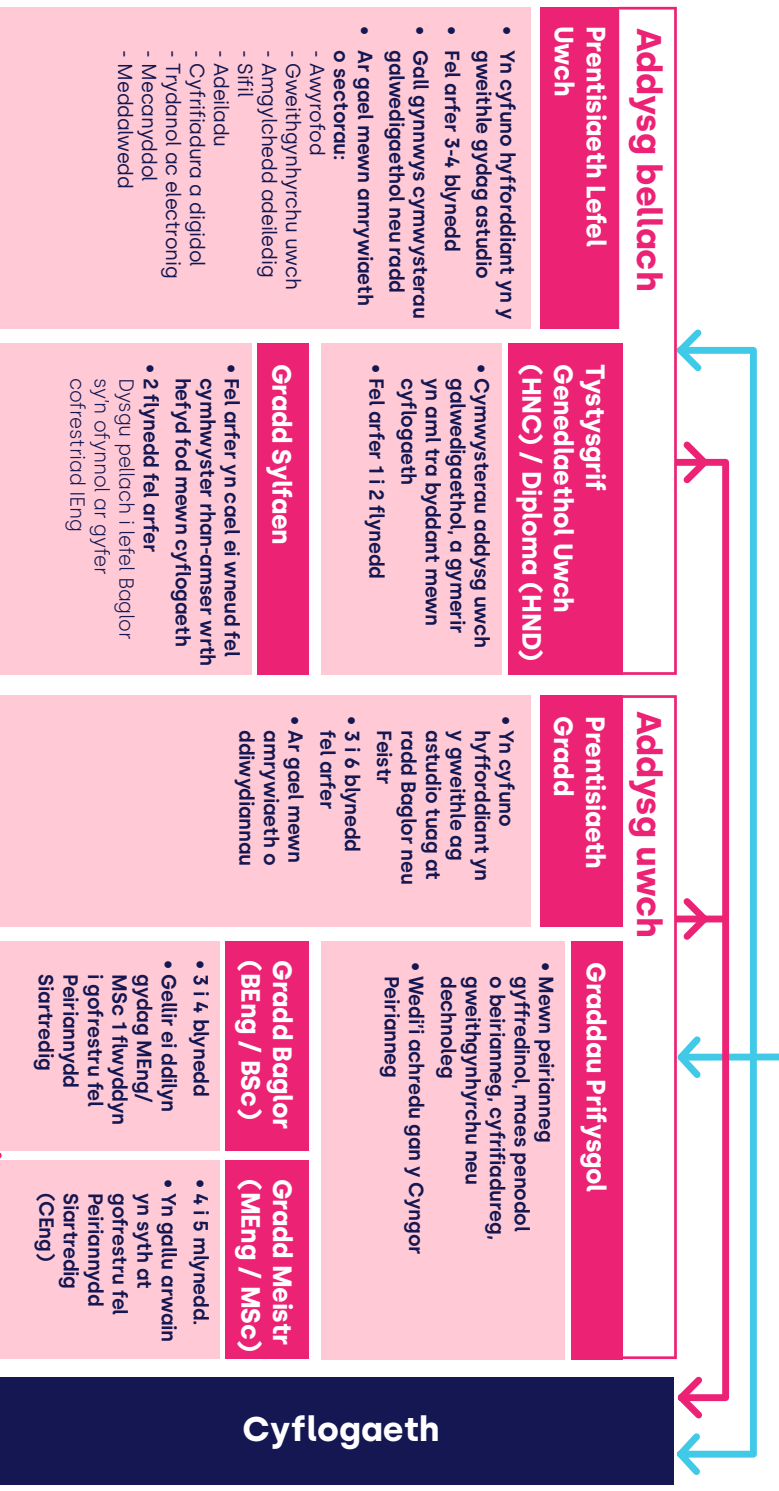 Addysg bellach
Prentisiaeth Lefel
Uwch
• Yn cyfuno hyfforddiant yn y
gweithle gydag astudio
• Fel arfer 3-4 blynedd
• Gall gynnwys cymwysterau
galwedigaethol neu radd
• Ar gael mewn amrywiaeth
o sectorau:
- Awyrofod
- Gweithgynhyrchu uwch
- Amgylchedd adeiledig
- Sifil
- Adeiladu
- Cyfrifiadura a digidol
- Trydanol ac electronig
- Mecanyddol
- Meddalwedd
Tystysgrif
Genedlaethol Uwch
(HNC) / Diploma (HND)
• Cymwysterau addysg uwch
galwedigaethol, a gymerir
yn aml tra byddant mewn
cyflogaeth
• Fel arfer 1 i 2 flynedd
Gradd Sylfaen
• Fel arfer yn cael ei wneud fel
cymhwyster rhan-amser wrth
hefyd fod mewn cyflogaeth
• 2 flynedd fel arfer
Dysgu pellach i lefel Baglor
sy'n ofynnol ar gyfer
cofrestriad IEng
Addysg uwch
Prentisiaeth
Gradd
• Yn cyfuno
hyfforddiant yn
y gweithle ag
astudio tuag at
radd Baglor neu
Feistr
• 3 i 6 blynedd
fel arfer
• Ar gael mewn
amrywiaeth o
ddiwydiannau
Graddau Prifysgol
• Mewn peirianneg
gyffredinol, maes penodol
o beirianneg, cyfrifiadureg,
gweithgynhyrchu neu
dechnoleg
• Wedi'i achredu gan y Cyngor
Peirianneg
Gradd Baglor
(BEng / BSc)
• 3 i 4 blynedd
• Gellir ei ddilyn
gydag MEng/
MSc 1 flwyddyn
i gofrestru fel
Peiriannydd
Siartredig
Gradd Meistr
(MEng / MSc)
• 4 i 5 mlynedd.
• Yn gallu arwain
yn syth at
gofrestru fel
Peiriannydd
Siartredig
(CEng)
Cyflogaeth